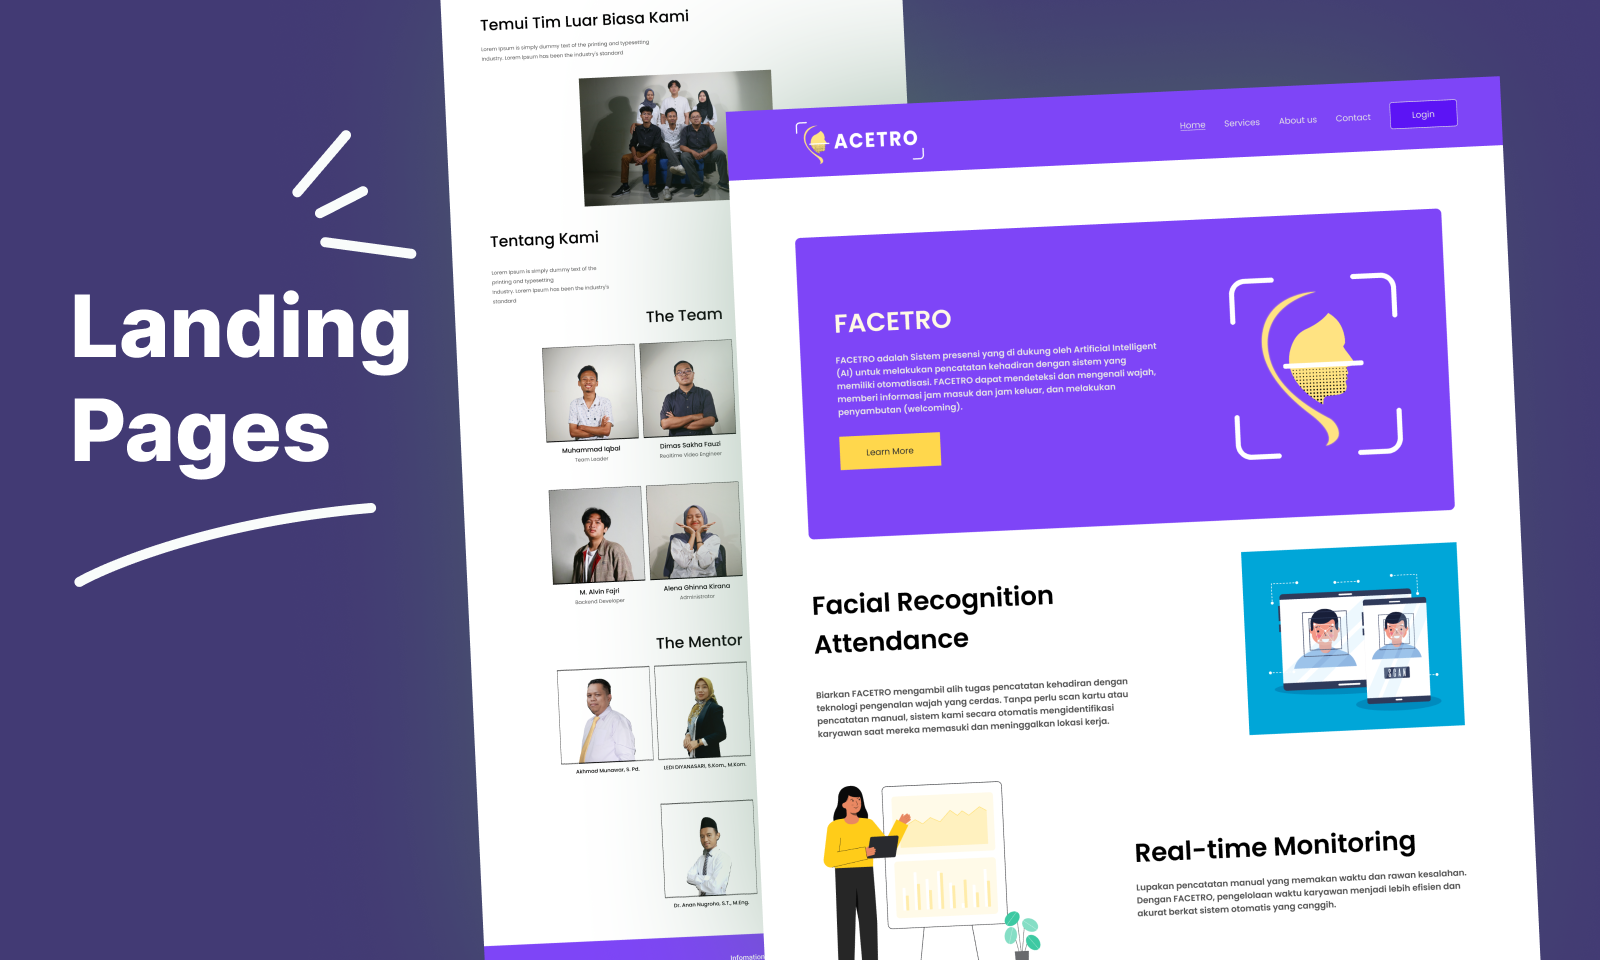 Landing
Pages
Temui Tim Luar Biasa Kami
Lorem Ipsum is simply dummy text of the printing and typesetting
industry. Lorem Ipsum has been the industry's standard
Tentang Kami
Lorem Ipsum is simply dummy text of the
printing and typesetting
industry. Lorem Ipsum has been the industry's
standard
The Team
Muhammad Iqbal
Team Leader
Dimas Sakha Fauzi
Realtime Video Engineer
M. Alvin Fajri
Backend Developer
Alena Ghinna Kirana
Administrator
The Mentor
Akhmad Munawar, S. Pd.
LEDI DIYANASARI, S.Kom., M.Kom.
Dr. Anan Nugroho, S.T., M.Eng.
Infomation
ACETRO
Home
Services
About us
Contact
Login
FACETRO
FACETRO adalah Sistem presensi yang di dukung oleh Artificial Intelligent
(AI) untuk melakukan pencatatan kehadiran dengan sistem yang
memiliki otomatisasi. FACETRO dapat mendeteksi dan mengenali wajah,
memberi informasi jam masuk dan jam keluar, dan melakukan
penyambutan (welcoming).
Learn More
Facial Recognition
Attendance
Biarkan FACETRO mengambil alih tugas pencatatan kehadiran dengan
teknologi pengenalan wajah yang cerdas. Tanpa perlu scan kartu atau
pencatatan manual, sistem kami secara otomatis mengidentifikasi
karyawan saat mereka memasuki dan meninggalkan lokasi kerja.
SCAN
Real-time Monitoring
Lupakan pencatatan manual yang memakan waktu dan rawan kesalahan.
Dengan FACETRO, pengelolaan waktu karyawan menjadi lebih efisien dan
akurat berkat sistem otomatis yang canggih.